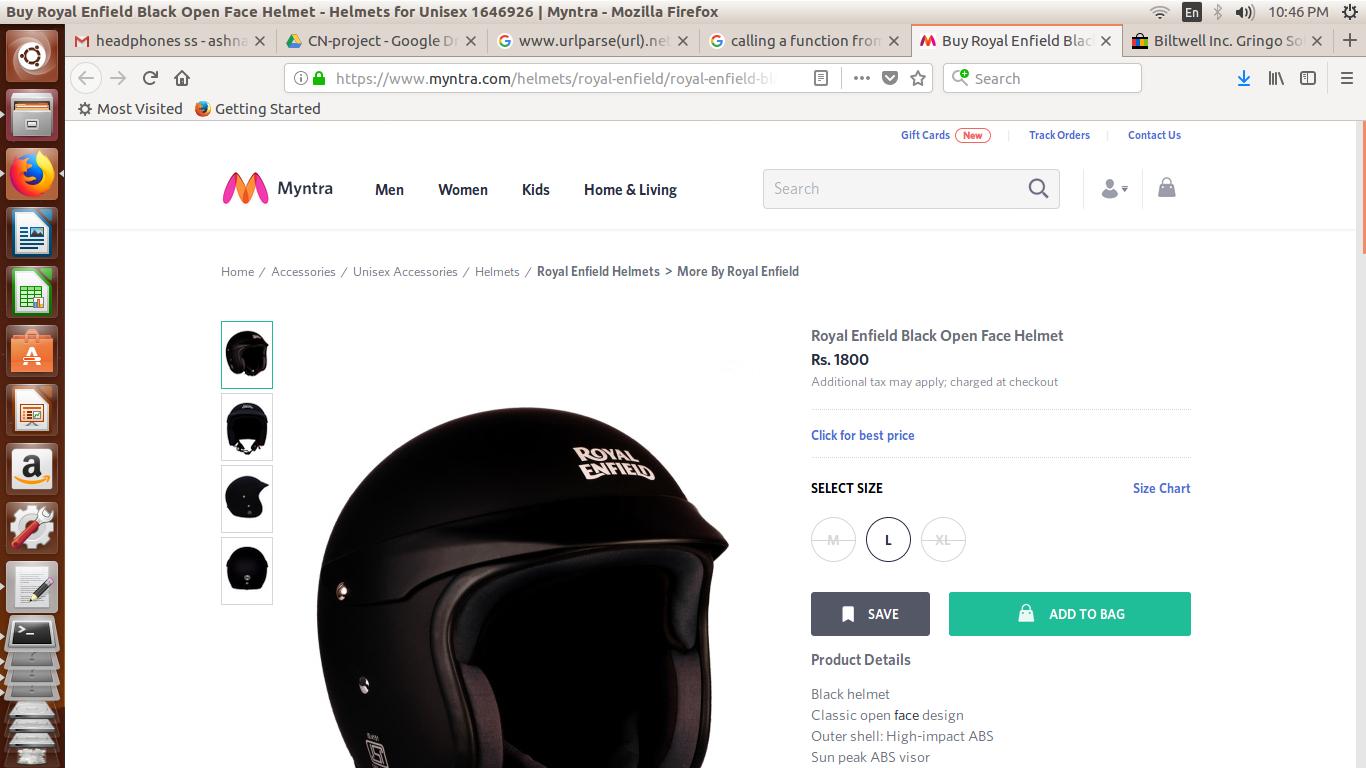 Buy Royal Enfield Black Open Face Helmet - Helmets for Unisex 1646926 | Myntra - Mozilla Firefox
En
10:46 PM
headphones ss - ashna
CN-project - Google Dr
www.urlparse(url).net
calling a function from
Buy Royal Enfield Blac
Biltwell Inc. Gringo So
https://www.myntra.com/helmets/royal-enfield/royal-enfield-bl
Search
Most Visited
Getting Started
Gift Cards
New
Track Orders
Contact Us
Myntra
Men
Women
Kids
Home & Living
Search
Home / Accessories / Unisex Accessories / Helmets / Royal Enfield Helmets > More By Royal Enfield
ROYAL
ENFIELD
Royal Enfield Black Open Face Helmet
Rs. 1800
Additional tax may apply; charged at checkout
Click for best price
SELECT SIZE
Size Chart
M
L
XL
SAVE
ADD TO BAG
Product Details
Black helmet
Classic open face design
Outer shell: High-impact ABS
Sun peak ABS visor